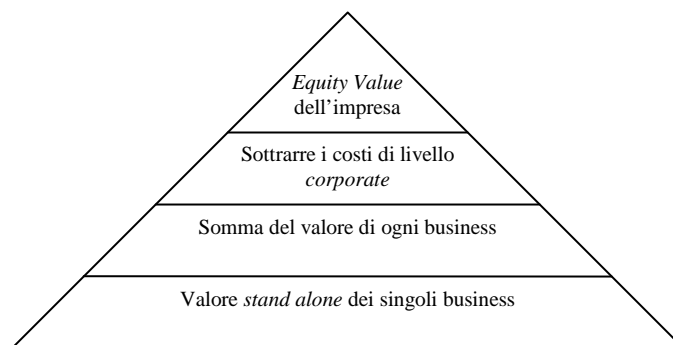 Equity Value
dell’impresa
Sottrarre i costi di livello
corporate
Somma del valore di ogni business
Valore stand alone dei singoli business